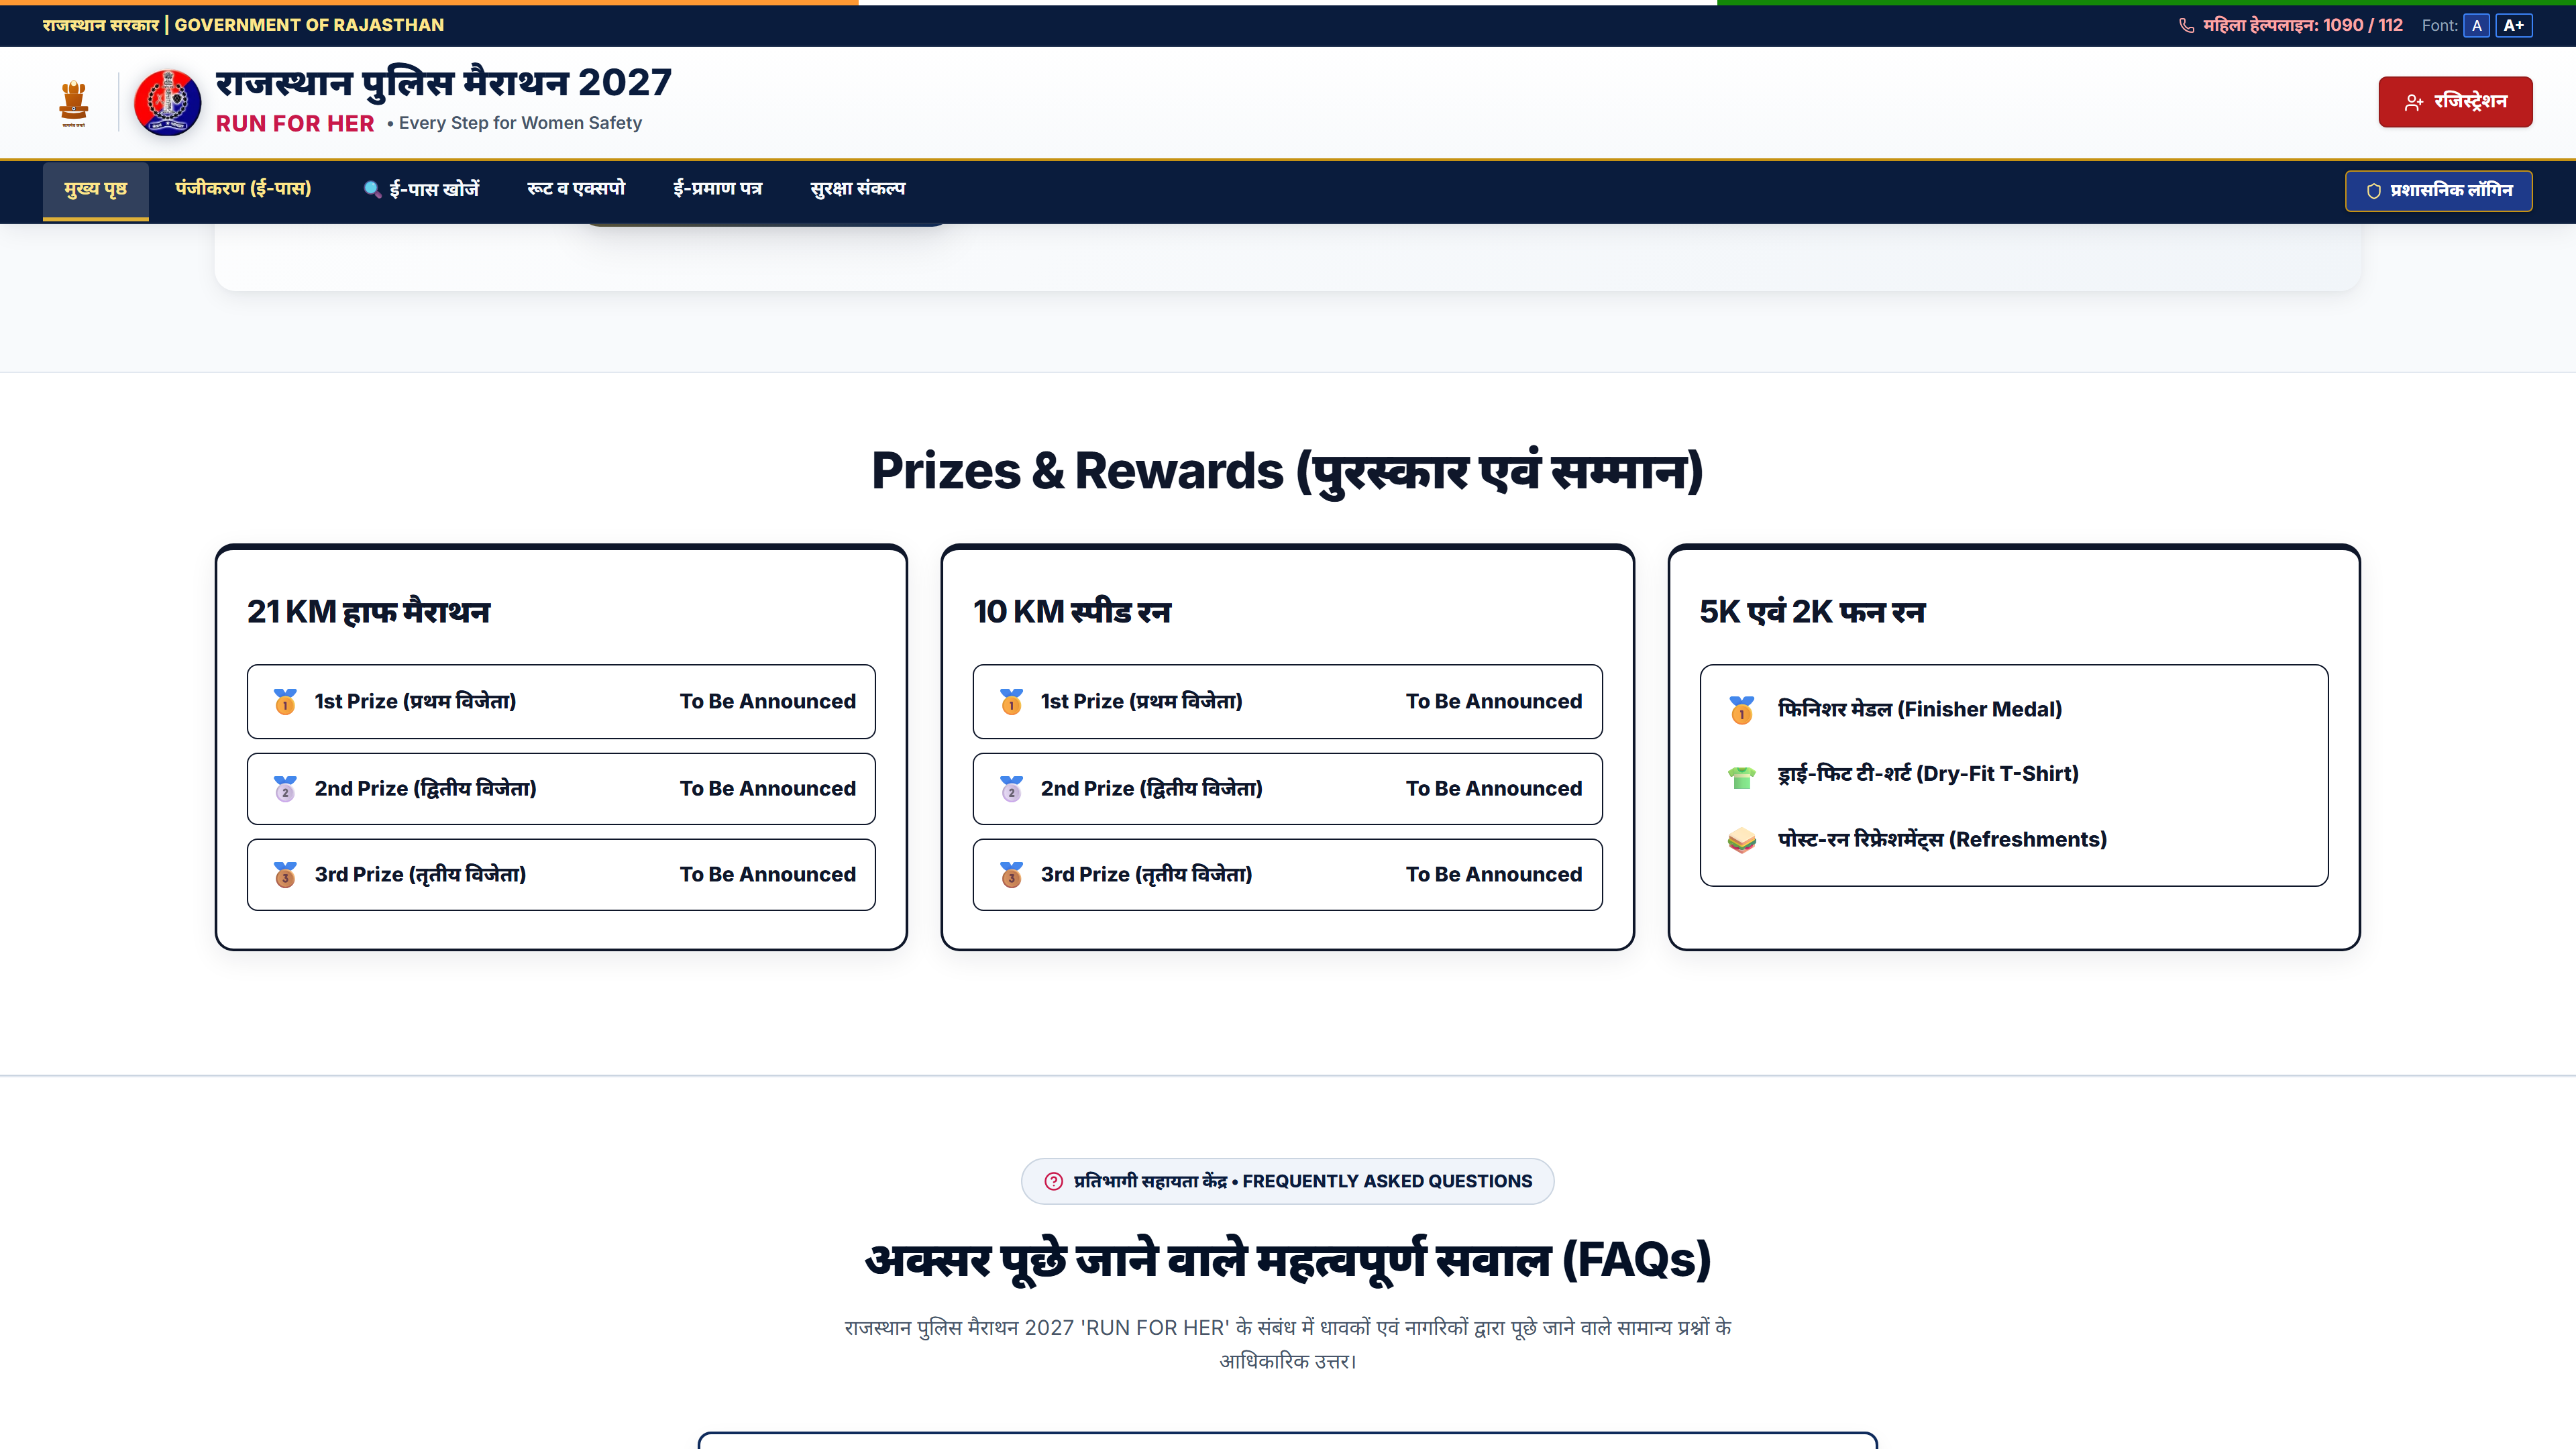 राजस्थान सरकार | GOVERNMENT OF RAJASTHAN
महिला हेल्पलाइन: 1090 / 112 Font: A A+
राजस्थान पुलिस मैराथन 2027
RUN FOR HER • Every Step for Women Safety
रजिस्ट्रेशन
मुख्य पृष्ठ पंजीकरण (ई-पास) ई-पास खोजें रूट व एक्सपो ई-प्रमाण पत्र सुरक्षा संकल्प प्रशासनिक लॉगिन
Prizes & Rewards (पुरस्कार एवं सम्मान)
21 KM हाफ मैराथन
1st Prize (प्रथम विजेता) To Be Announced
2nd Prize (द्वितीय विजेता) To Be Announced
3rd Prize (तृतीय विजेता) To Be Announced
10 KM स्पीड रन
1st Prize (प्रथम विजेता) To Be Announced
2nd Prize (द्वितीय विजेता) To Be Announced
3rd Prize (तृतीय विजेता) To Be Announced
5K एवं 2K फन रन
फिनिशर मेडल (Finisher Medal)
ड्राई-फिट टी-शर्ट (Dry-Fit T-Shirt)
पोस्ट-रन रिफ्रेशमेंट्स (Refreshments)
प्रतिभागी सहायता केंद्र • FREQUENTLY ASKED QUESTIONS
अक्सर पूछे जाने वाले महत्वपूर्ण सवाल (FAQs)
राजस्थान पुलिस मैराथन 2027 'RUN FOR HER' के संबंध में धावकों एवं नागरिकों द्वारा पूछे जाने वाले सामान्य प्रश्नों के
आधिकारिक उत्तर।